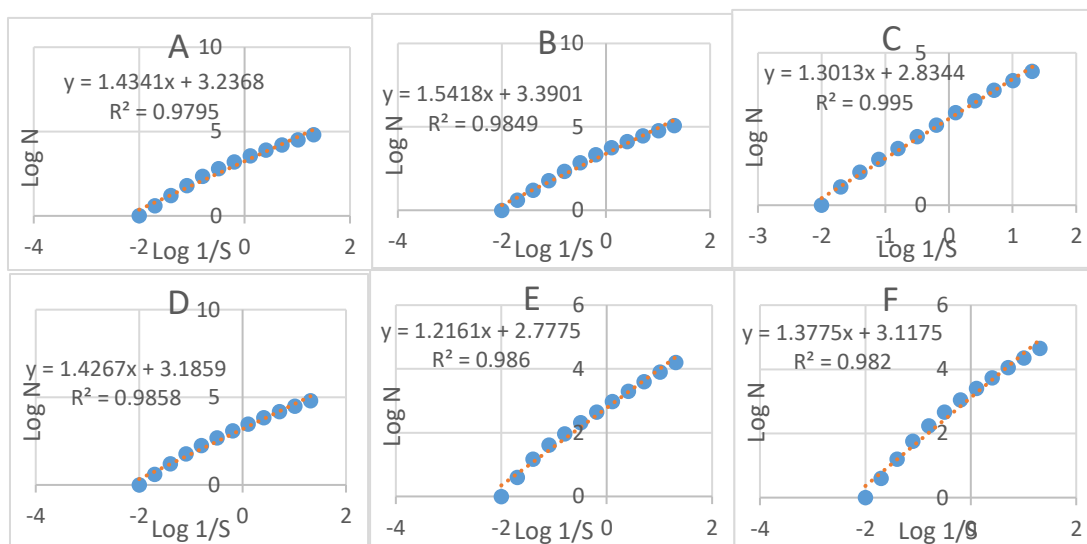 A
10
y = 1.4341x + 3.2368
R² = 0.9795
Log N
5
0
-4
-2
0
2
Log 1/S
B
10
y = 1.5418x + 3.3901
R² = 0.9849
Log N
5
0
-4
-2
0
2
Log 1/S
C
5
y = 1.3013x + 2.8344
R² = 0.995
Log N
0
-3
-2
-1
0
1
2
Log 1/S
D
10
y = 1.4267x + 3.1859
R² = 0.9858
Log N
5
0
-4
-2
0
2
Log 1/S
E
6
y = 1.2161x + 2.7775
R² = 0.986
Log N
4
2
0
-4
-2
0
2
Log 1/S
F
6
y = 1.3775x + 3.1175
R² = 0.982
Log N
4
2
0
-4
-2
0
2
Log 1/S